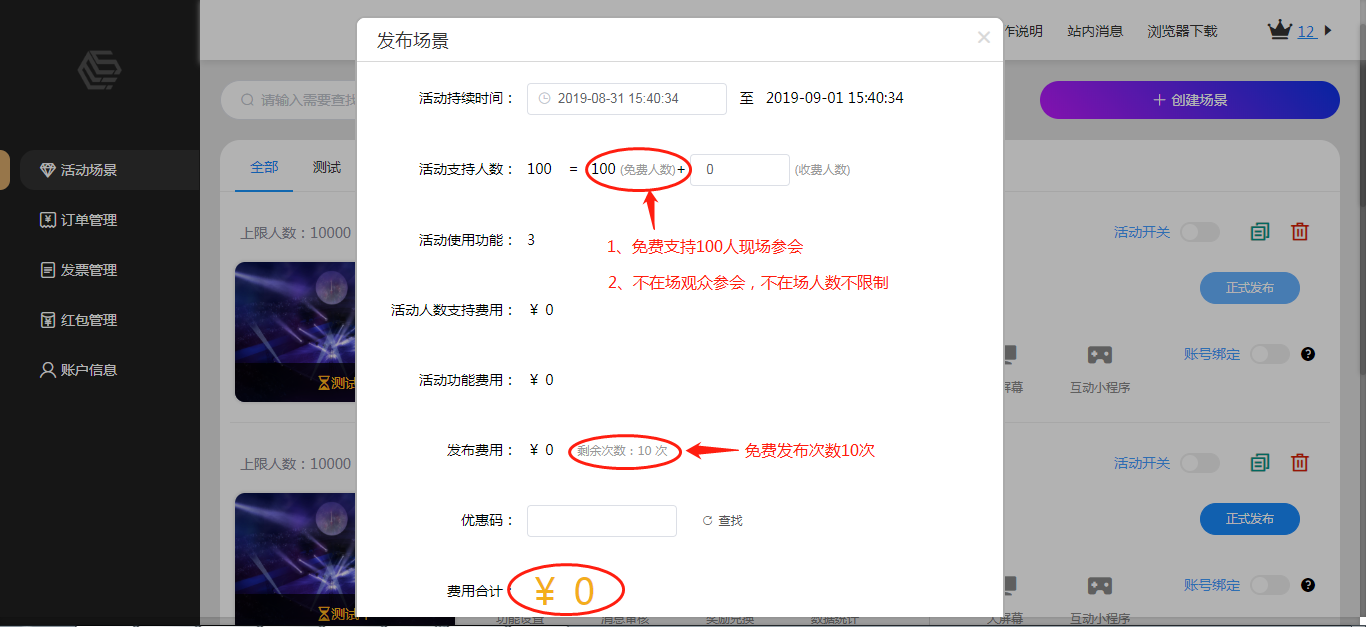 发布场景
作说明
站内消息
浏览器下载
12
请输入需要查找
创建场景
活动持续时间：
2019-08-31 15:40:34
至
2019-09-01 15:40:34
活动场景
订单管理
发票管理
红包管理
账户信息
全部
测试
活动支持人数：
100 = 100 (免费人数)+ 0 (收费人数)
上限人数：10000
活动使用功能： 3
1、免费支持100人现场参会
2、不在场观众参会，不在场人数不限制
活动开关
正式发布
活动人数支持费用： ¥ 0
账号绑定
屏幕
互动小程序
测试
活动功能费用： ¥ 0
发布费用： ¥ 0 剩余次数：10 次
免费发布次数10次
上限人数：10000
活动开关
正式发布
优惠码：
查找
费用合计： ¥ 0
账号绑定
测试
功能设置
消息审核
奖励兑换
数据统计
大屏幕
互动小程序